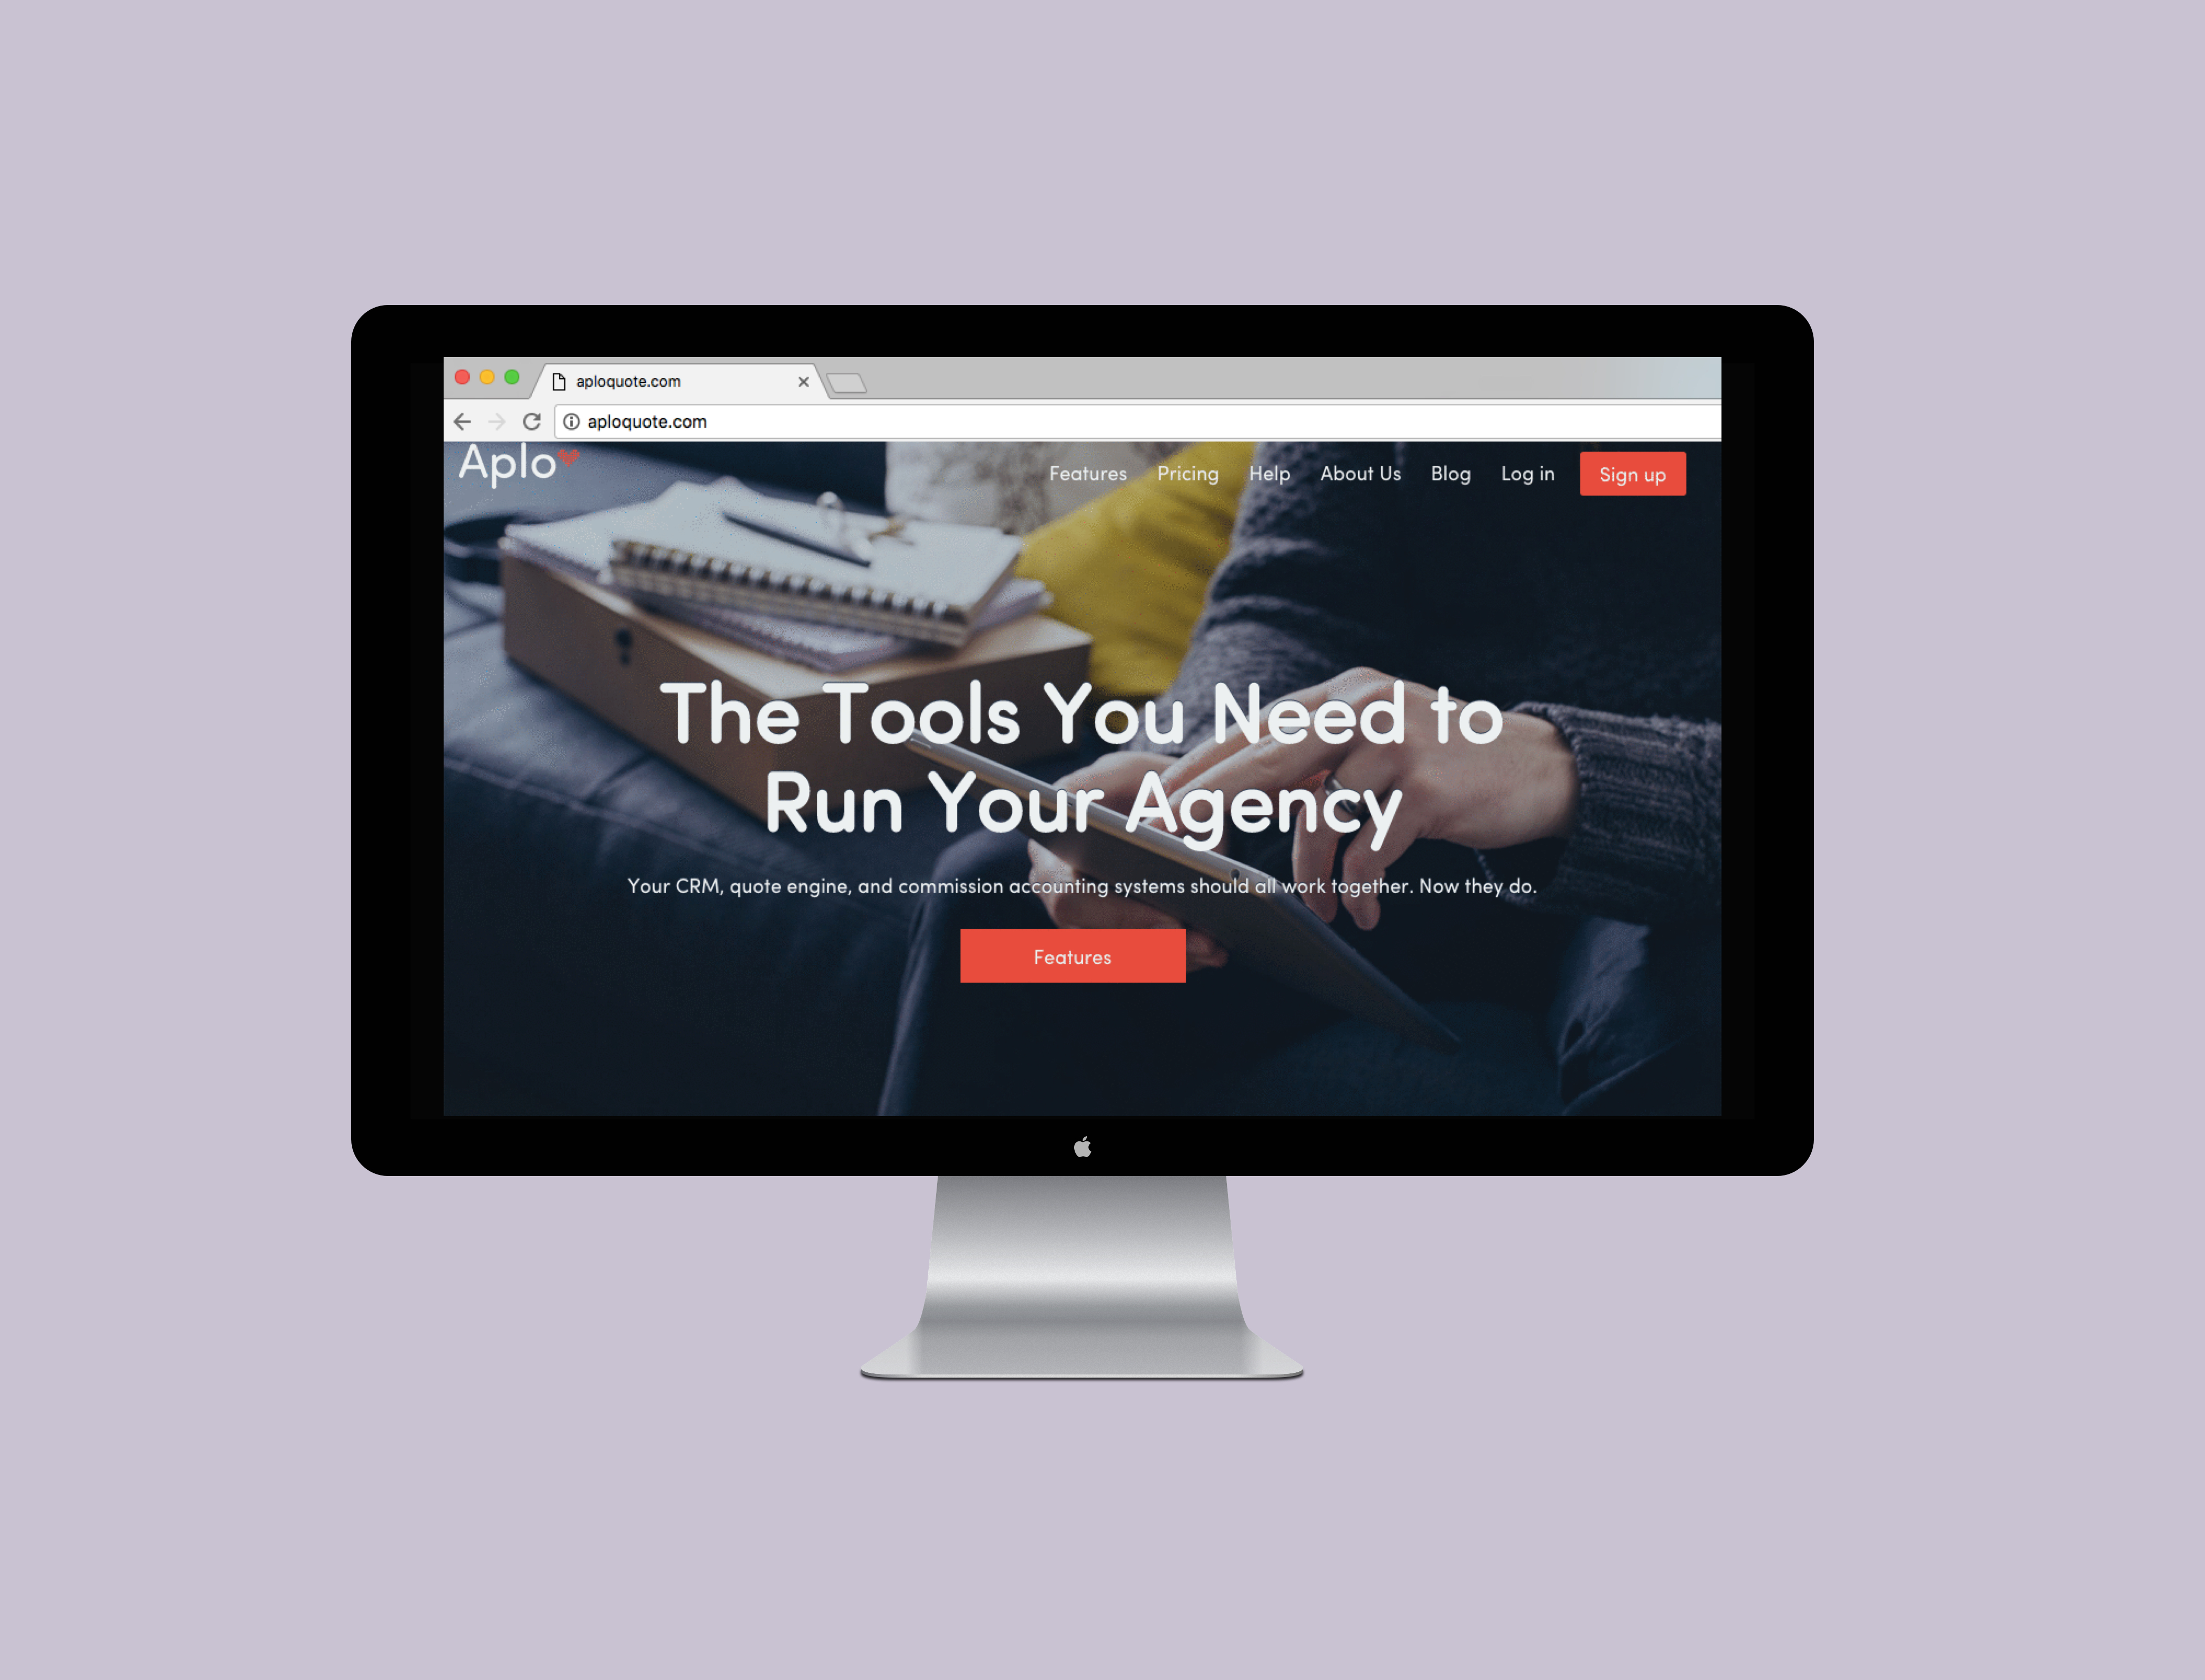 aploquote.com
aploquote.com
Aplo
Features Pricing Help About Us Blog Log in Sign up
The Tools You Need to
Run Your Agency
Your CRM, quote engine, and commission accounting systems should all work together. Now they do.
Features